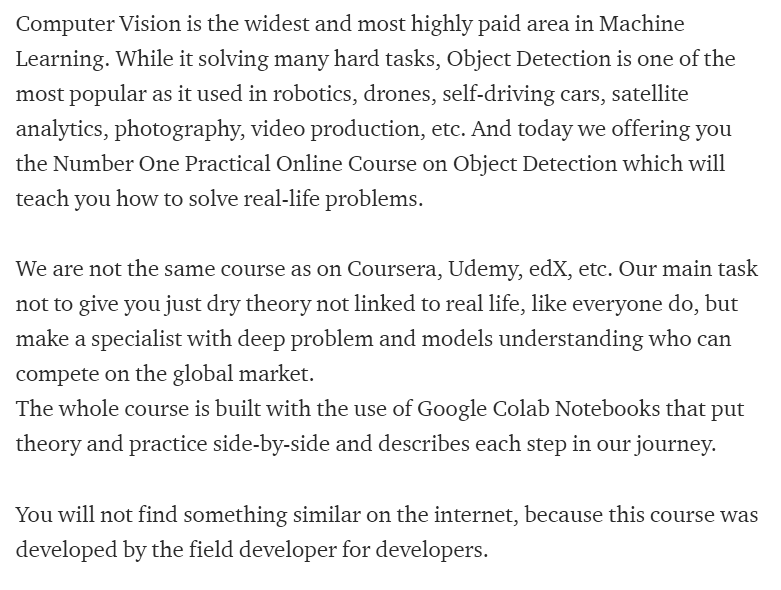 Computer Vision is the widest and most highly paid area in Machine
Learning. While it solving many hard tasks, Object Detection is one of the
most popular as it used in robotics, drones, self-driving cars, satellite
analytics, photography, video production, etc. And today we offering you
the Number One Practical Online Course on Object Detection which will
teach you how to solve real-life problems.
We are not the same course as on Coursera, Udemy, edX, etc. Our main task
not to give you just dry theory not linked to real life, like everyone do, but
make a specialist with deep problem and models understanding who can
compete on the global market.
The whole course is built with the use of Google Colab Notebooks that put
theory and practice side-by-side and describes each step in our journey.
You will not find something similar on the internet, because this course was
developed by the field developer for developers.